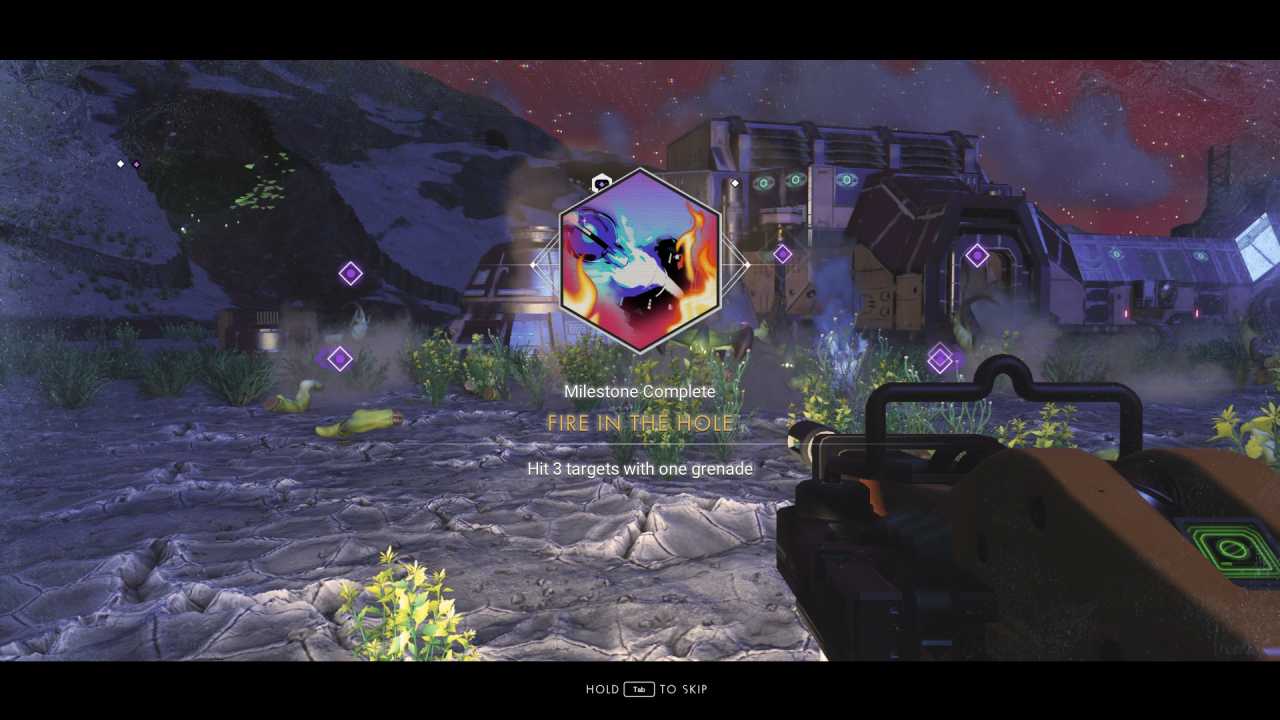 Milestone Complete
FIRE IN THE HOLE
Hit 3 targets with one grenade
HOLD Tab TO SKIP